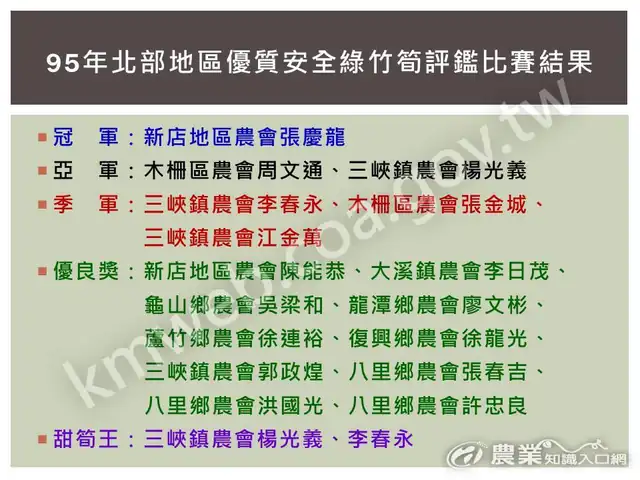 95年北部地區優質安全綠竹筍評鑑比賽結果
冠　軍：新店地區農會張慶龍
亞　軍：木柵區農會周文通、三峽鎮農會楊光義
季　軍：三峽鎮農會李春永、木柵區農會張金城、
三峽鎮農會江金萬
優良獎：新店地區農會陳能恭、大溪鎮農會李日茂、
龜山鄉農會吳梁和、龍潭鄉農會廖文彬、
蘆竹鄉農會徐連裕、復興鄉農會徐龍光、
三峽鎮農會郭政煌、八里鄉農會張春吉、
八里鄉農會洪國光、八里鄉農會許忠良
甜筍王：三峽鎮農會楊光義、李春永
kmweb.coa.gov.tw
農業知識入口網